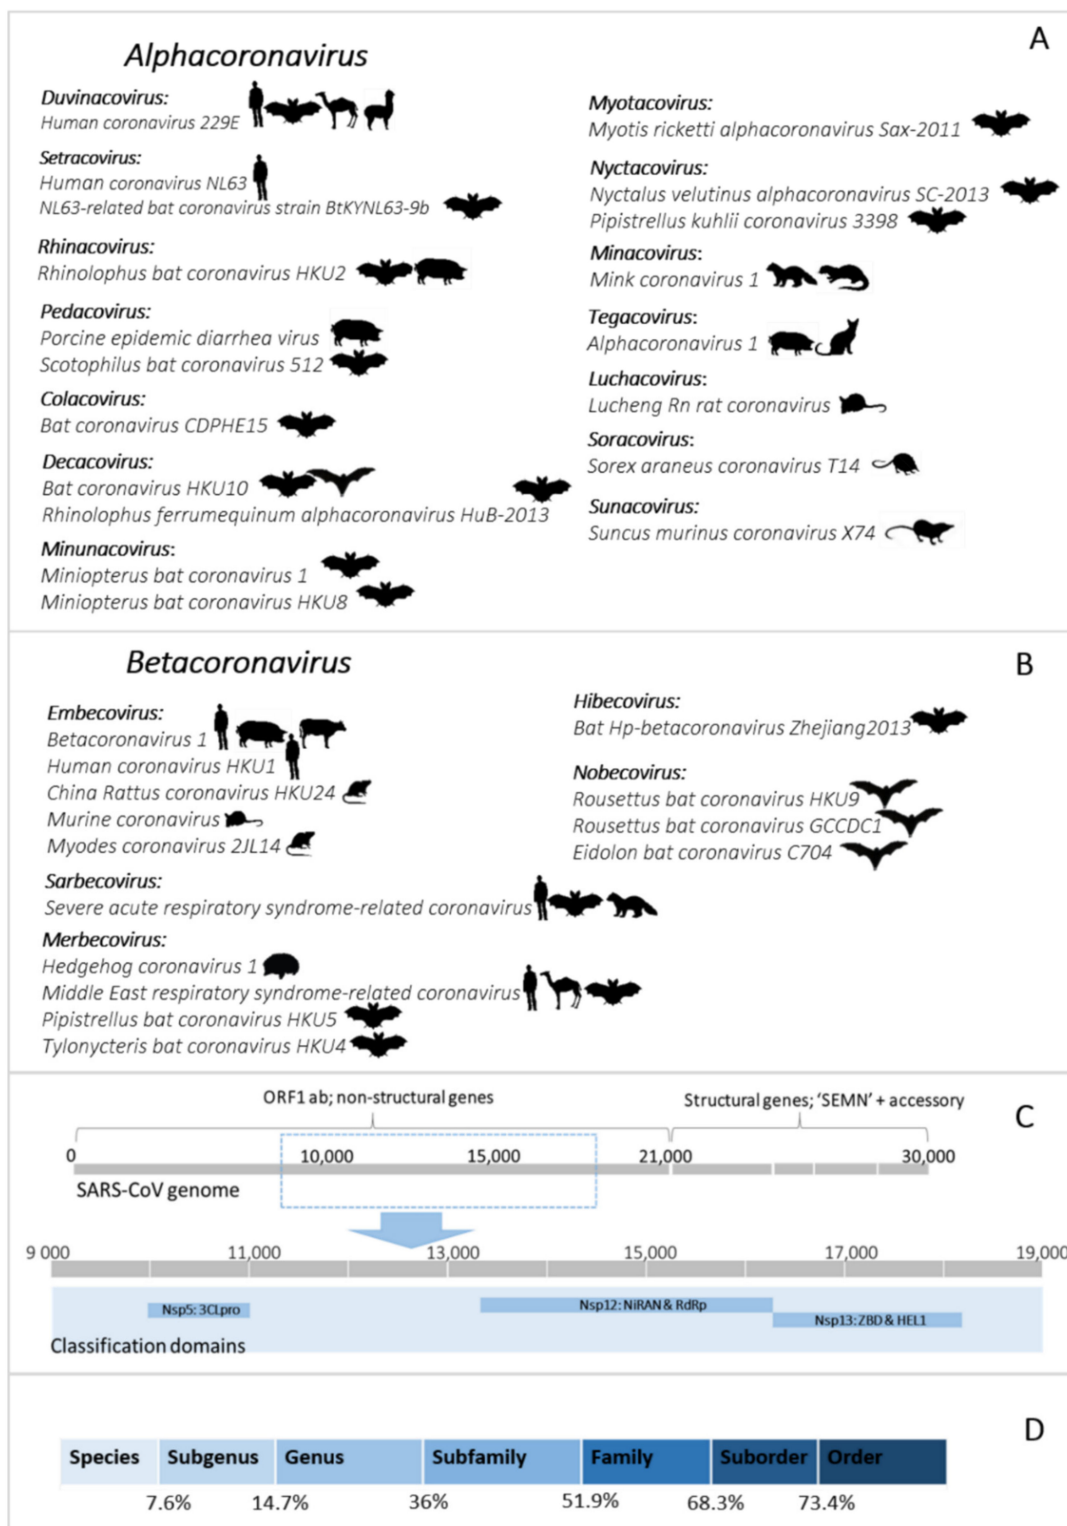 A
Alphacoronavirus
Duvinacovirus:
Human coronavirus 229E
Setracovirus:
Human coronavirus NL63
NL63-related bat coronavirus strain BtKYNL63-9b
Rhinacovirus:
Rhinolophus bat coronavirus HKU2
Pedacovirus:
Porcine epidemic diarrhea virus
Scotophilus bat coronavirus 512
Colacovirus:
Bat coronavirus CDPHE15
Decacovirus:
Bat coronavirus HKU10
Rhinolophus ferrumequinum alphacoronavirus HuB-2013
Minunacovirus:
Miniopterus bat coronavirus 1
Miniopterus bat coronavirus HKU8
Myotacovirus:
Myotis ricketti alphacoronavirus Sax-2011
Nyctacovirus:
Nyctalus velutinus alphacoronavirus SC-2013
Pipistrellus kuhlii coronavirus 3398
Minacovirus:
Mink coronavirus 1
Tegacovirus:
Alphacoronavirus 1
Luchacovirus:
Lucheng Rn rat coronavirus
Soracovirus:
Sorex araneus coronavirus T14
Sunacovirus:
Suncus murinus coronavirus X74
B
Betacoronavirus
Embecovirus:
Betacoronavirus 1
Human coronavirus HKU1
China Rattus coronavirus HKU24
Murine coronavirus
Myodes coronavirus 2JL14
Sarbecovirus:
Severe acute respiratory syndrome-related coronavirus
Merbecovirus:
Hedgehog coronavirus 1
Middle East respiratory syndrome-related coronavirus
Pipistrellus bat coronavirus HKU5
Tylonycteris bat coronavirus HKU4
Hibecovirus:
Bat Hp-betacoronavirus Zhejiang2013
Nobecovirus:
Rousettus bat coronavirus HKU9
Rousettus bat coronavirus GCCDC1
Eidolon bat coronavirus C704
C
ORF1 ab; non-structural genes Structural genes; 'SEMN' + accessory
0 10,000 15,000 21,000 30,000
SARS-CoV genome
9 000 11,000 13,000 15,000 17,000 19,000
Nsp5: 3CLpro Nsp12: NiRAN & RdRp
Nsp13: ZBD & HEL1
Classification domains
D
Species Subgenus Genus Subfamily Family Suborder Order
7.6% 14.7% 36% 51.9% 68.3% 73.4%